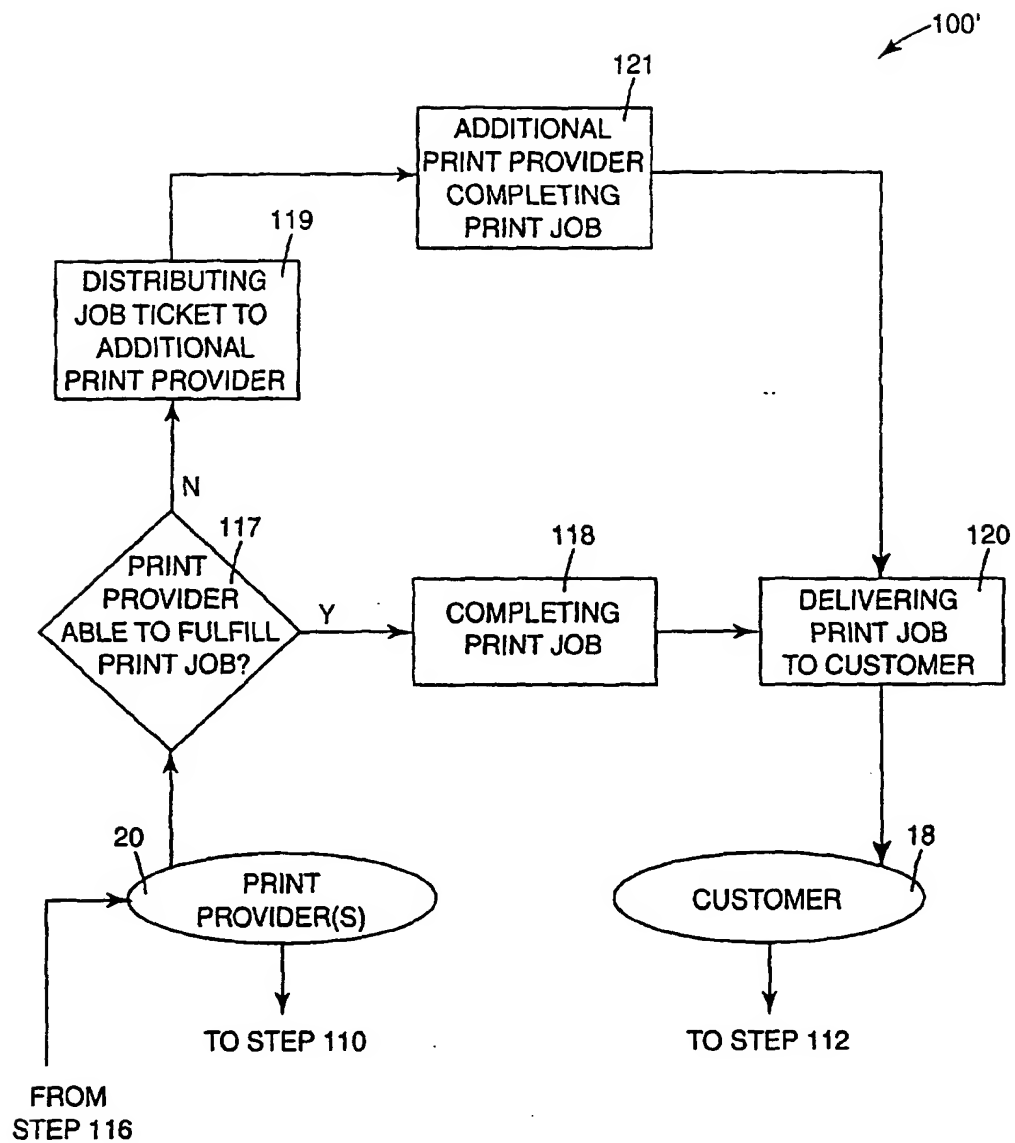 100'
121
ADDITIONAL
PRINT PROVIDER
COMPLETING
PRINT JOB
119
DISTRIBUTING
JOB TICKET TO
ADDITIONAL
PRINT PROVIDER
N
117
PRINT
PROVIDER
ABLE TO FULFILL
PRINT JOB?
Y
118
COMPLETING
PRINT JOB
120
DELIVERING
PRINT JOB
TO CUSTOMER
20
PRINT
PROVIDER(S)
18
CUSTOMER
TO STEP 110
TO STEP 112
FROM
STEP 116